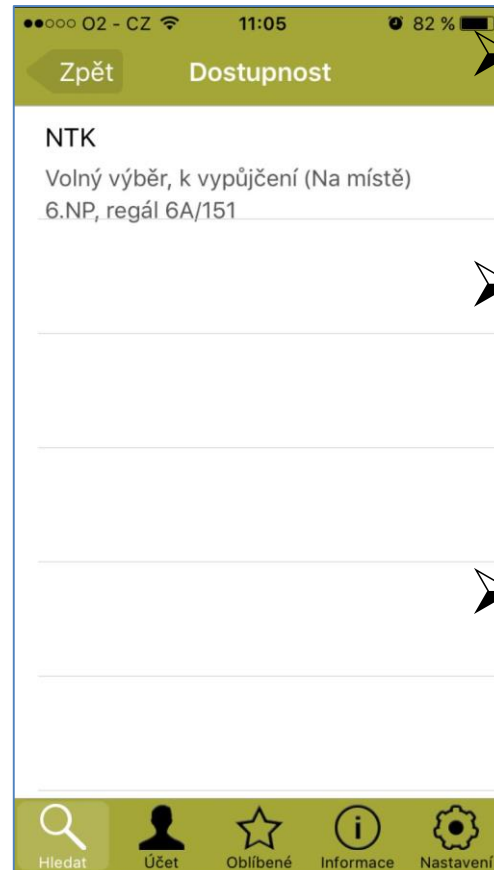 O2 - CZ 11:05 82 %
Zpět Dostupnost
NTK
Volný výběr, k vypůjčení (Na místě)
6.NP, regál 6A/151
Hledat Účet Oblíbené Informace Nastavení